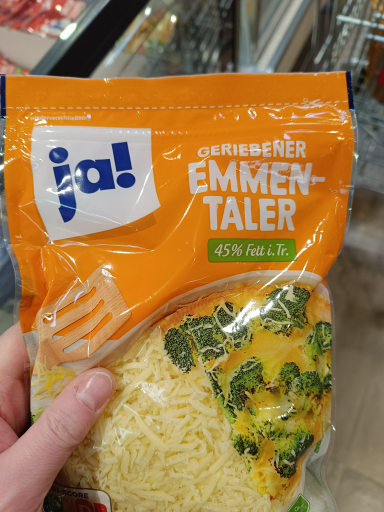 ja!
GERIEBENER
EMMEN-
TALER
45% Fett i.Tr.